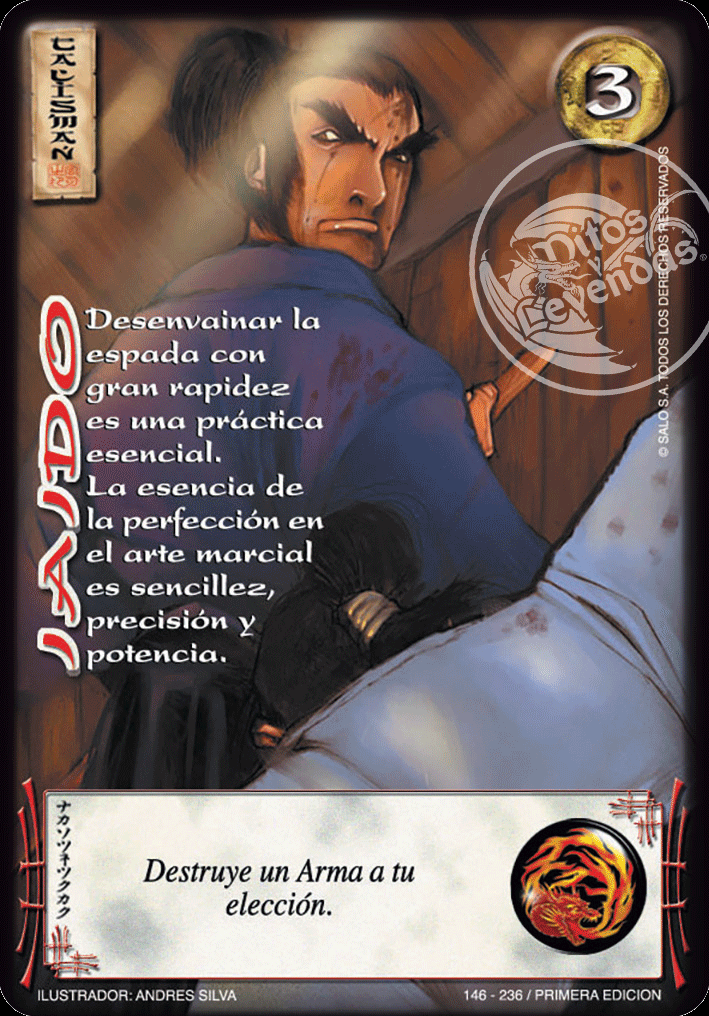 TALISMAN
3
Mitos
y
Leyendas®
© SALO S.A. TODOS LOS DERECHOS RESERVADOS
IAIDO
Desenvainar la
espada con
gran rapidez
es una práctica
esencial.
La esencia de
la perfección en
el arte marcial
es sencillez,
precisión y
potencia.
ナカソツネツクカク
Destruye un Arma a tu
elección.
ILUSTRADOR: ANDRES SILVA
146 - 236 / PRIMERA EDICION